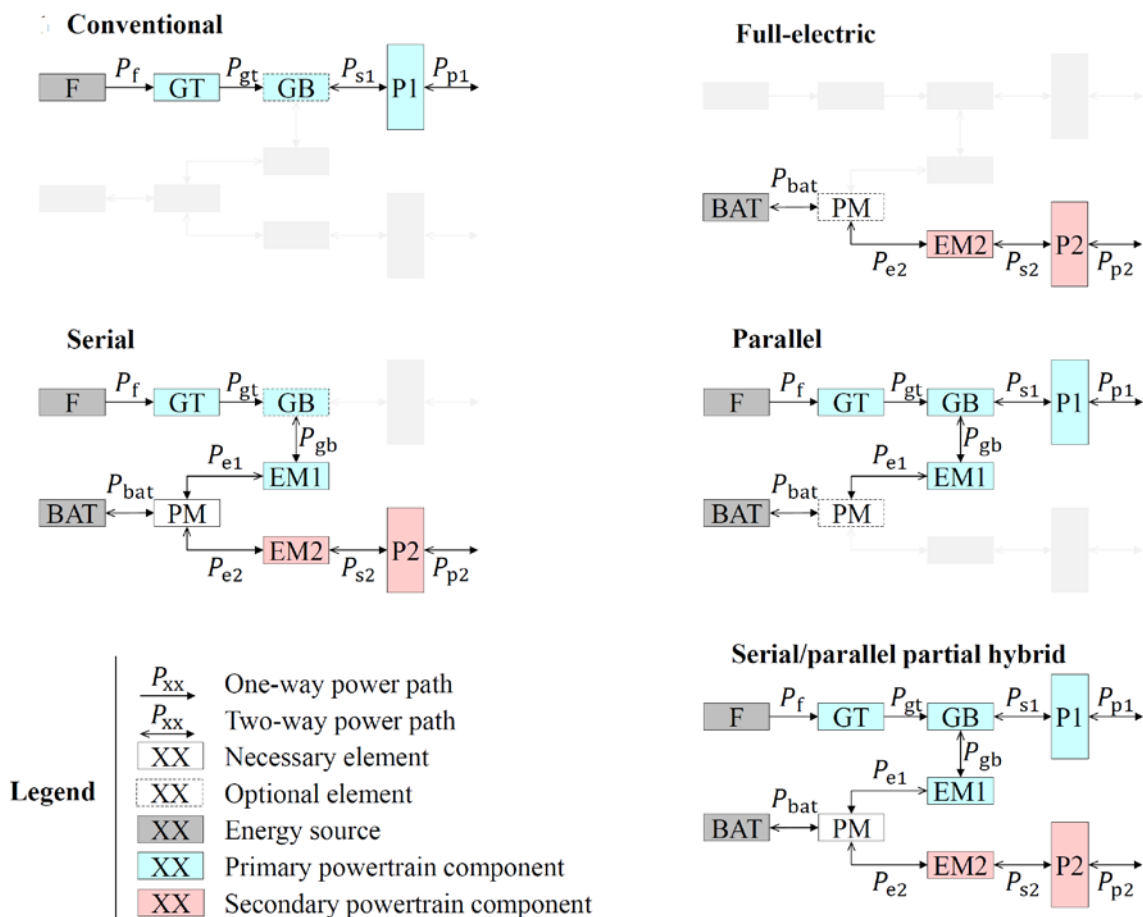 Conventional
P_f P_gt P_s1 P_p1
F GT GB P1
Full-electric
P_bat
BAT PM
EM2 P2
P_e2 P_s2 P_p2
Serial
P_f P_gt
F GT GB
P_gb
P_e1
EM1
P_bat
BAT PM
EM2 P2
P_e2 P_s2 P_p2
Parallel
P_f P_gt P_s1 P_p1
F GT GB P1
P_gb
P_e1
EM1
P_bat
BAT PM
Legend
P_xx One-way power path
P_xx Two-way power path
XX Necessary element
XX Optional element
XX Energy source
XX Primary powertrain component
XX Secondary powertrain component
Serial/parallel partial hybrid
P_f P_gt P_s1 P_p1
F GT GB P1
P_gb
P_e1
EM1
P_bat
BAT PM
EM2 P2
P_e2 P_s2 P_p2